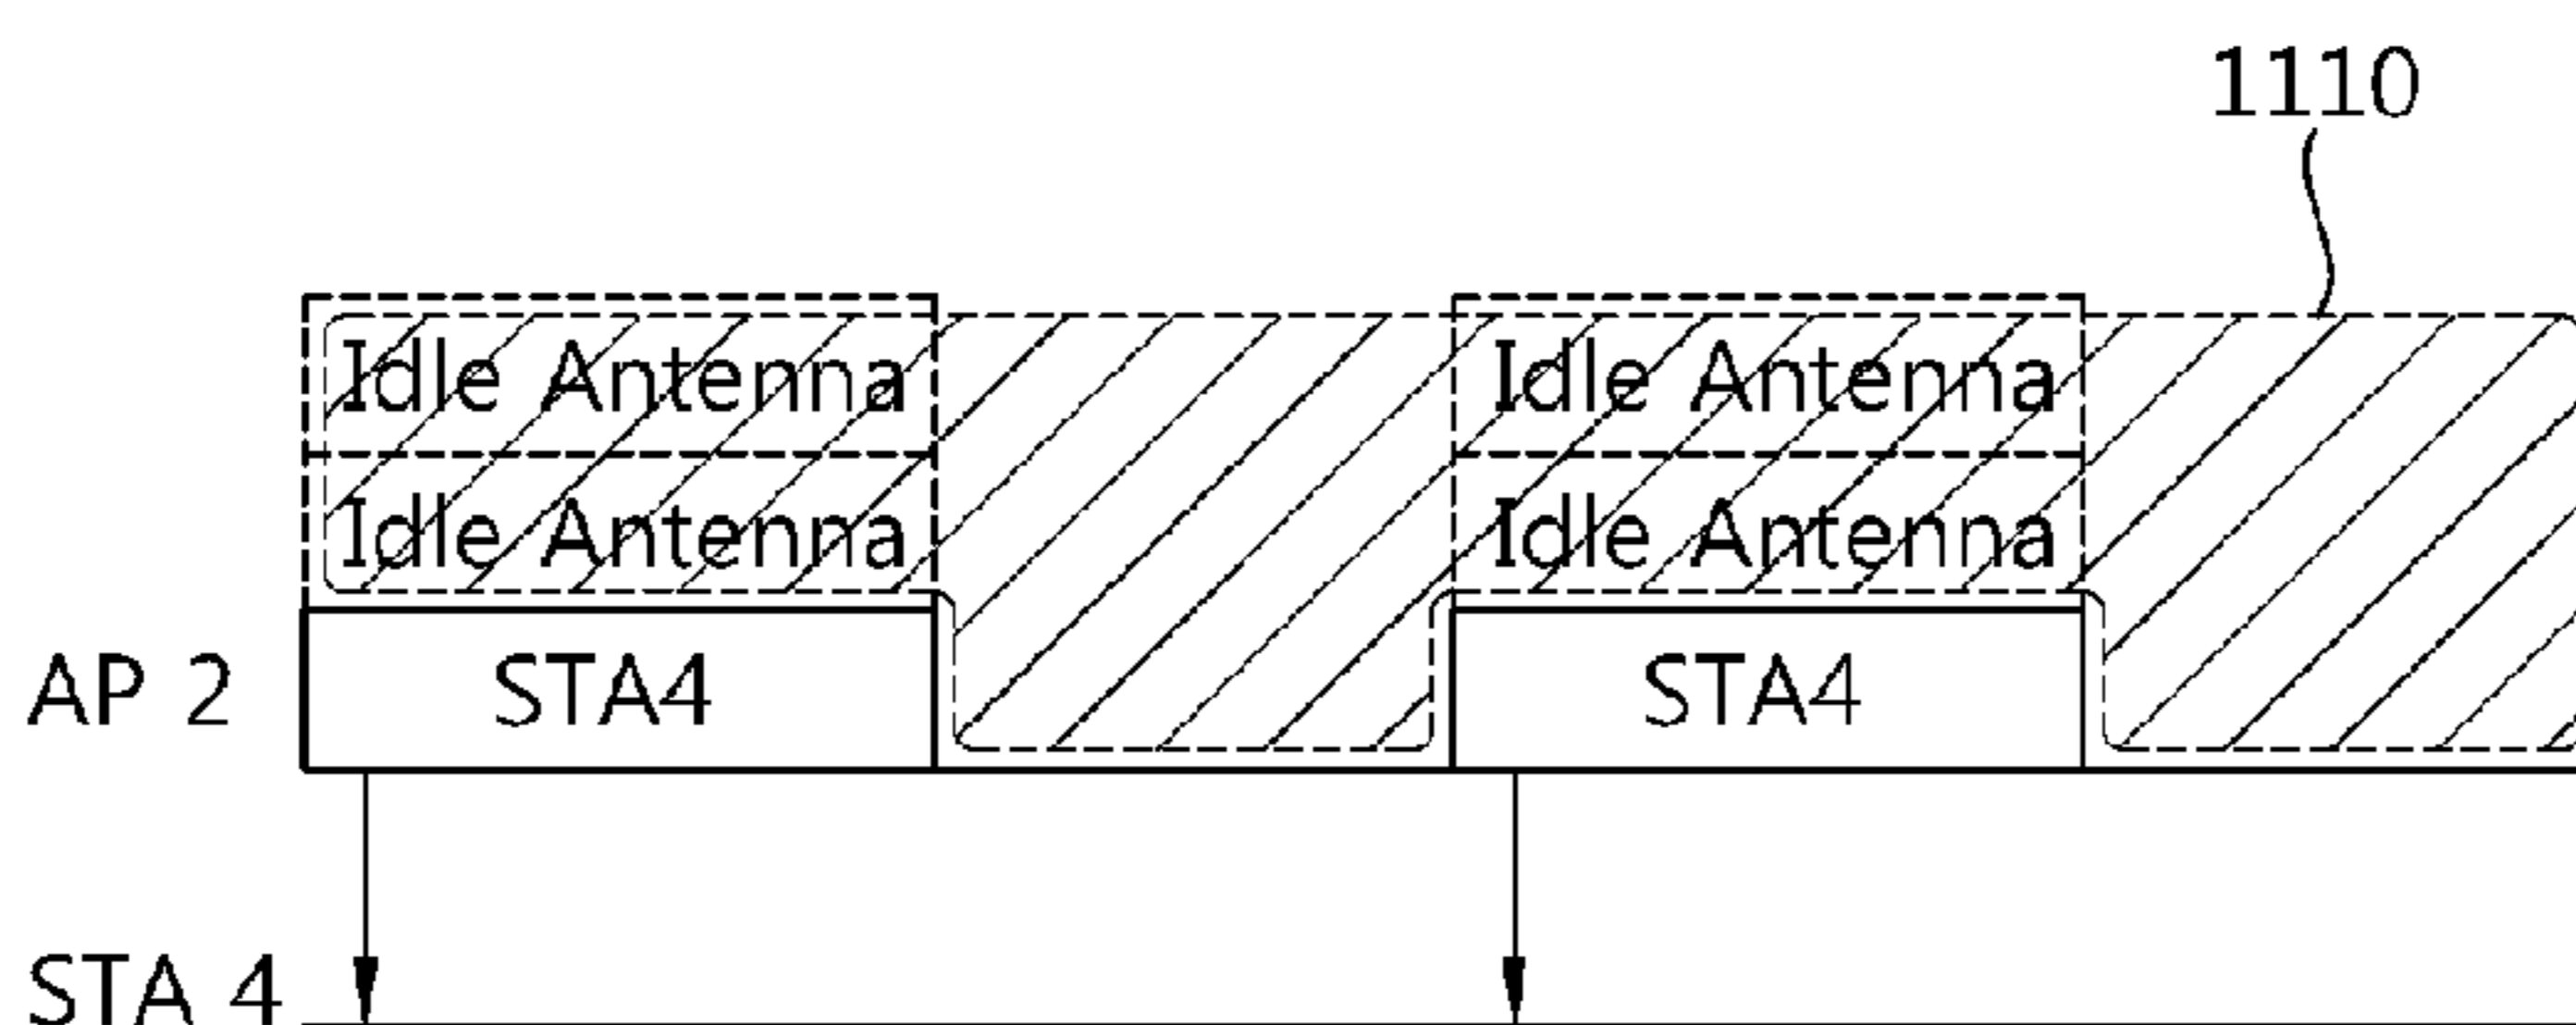 1110
Idle Antenna Idle Antenna
Idle Antenna Idle Antenna
AP 2 STA4 STA4
STA 4